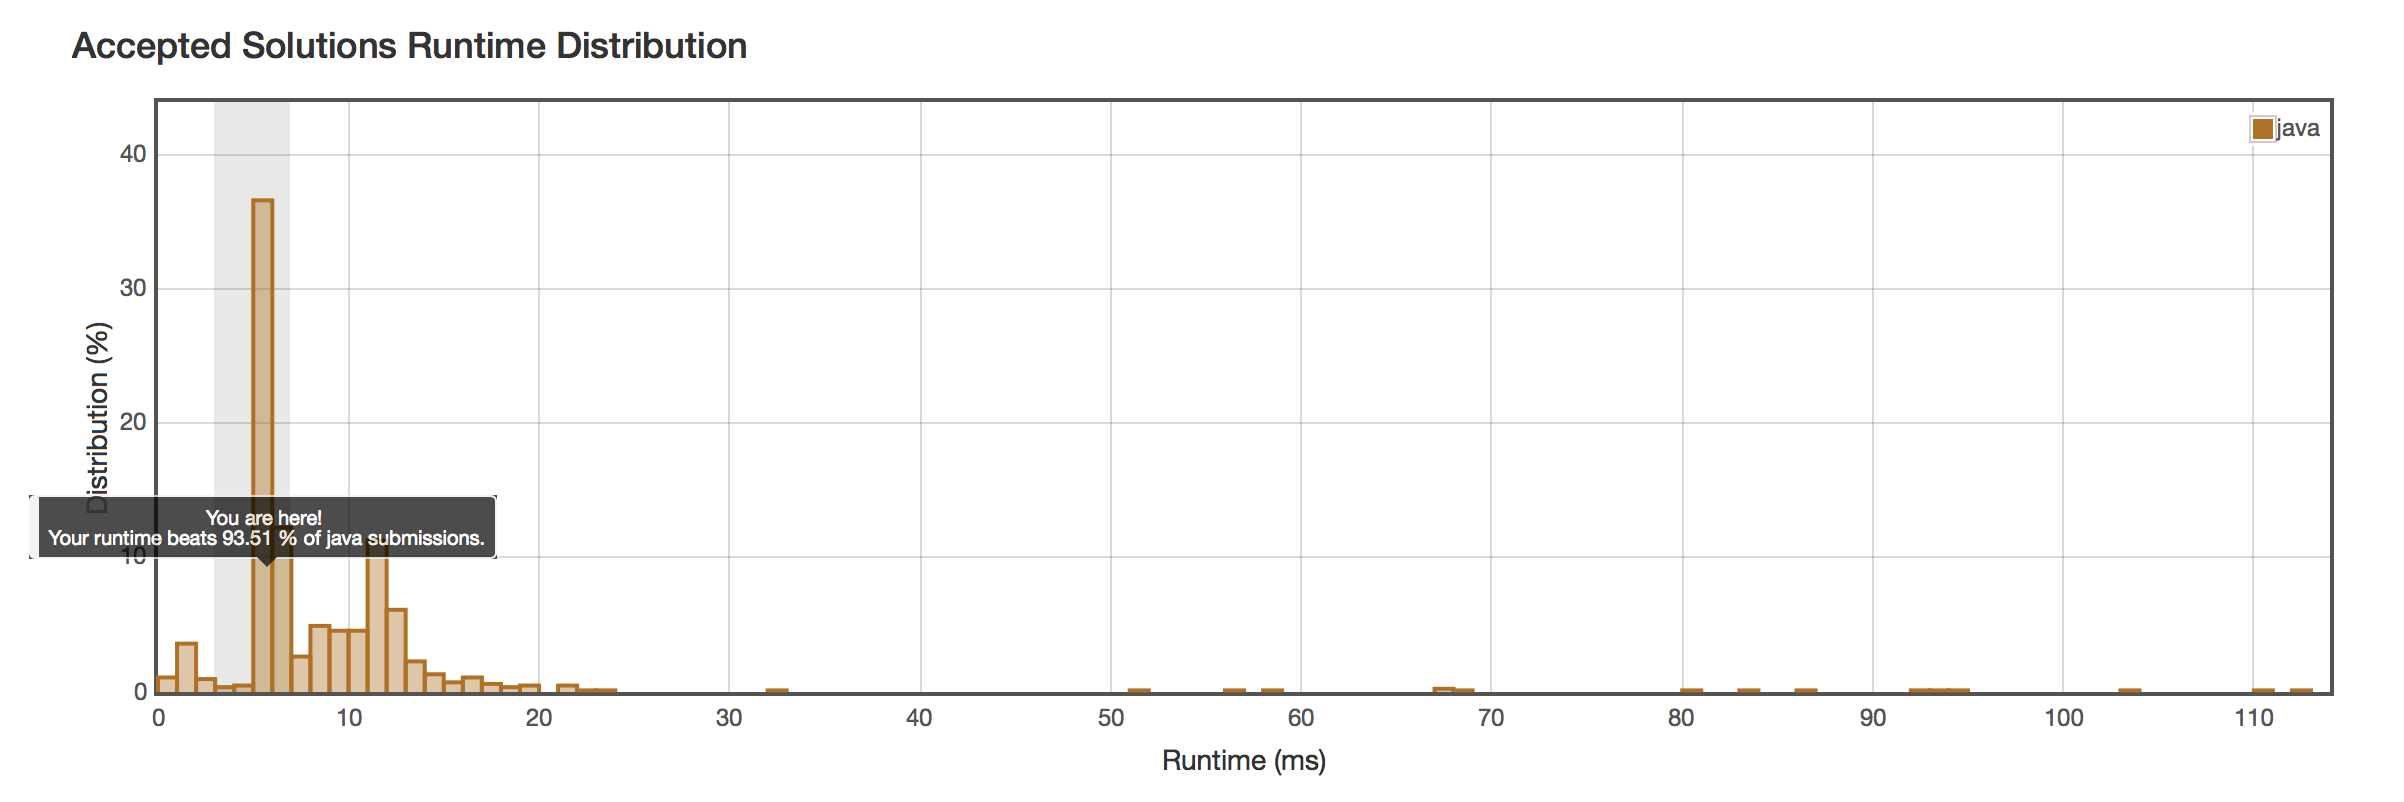 Accepted Solutions Runtime Distribution
java
40
30
20
10
0
Distribution (%)
You are here!
Your runtime beats 93.51 % of java submissions.
0 10 20 30 40 50 60 70 80 90 100 110
Runtime (ms)